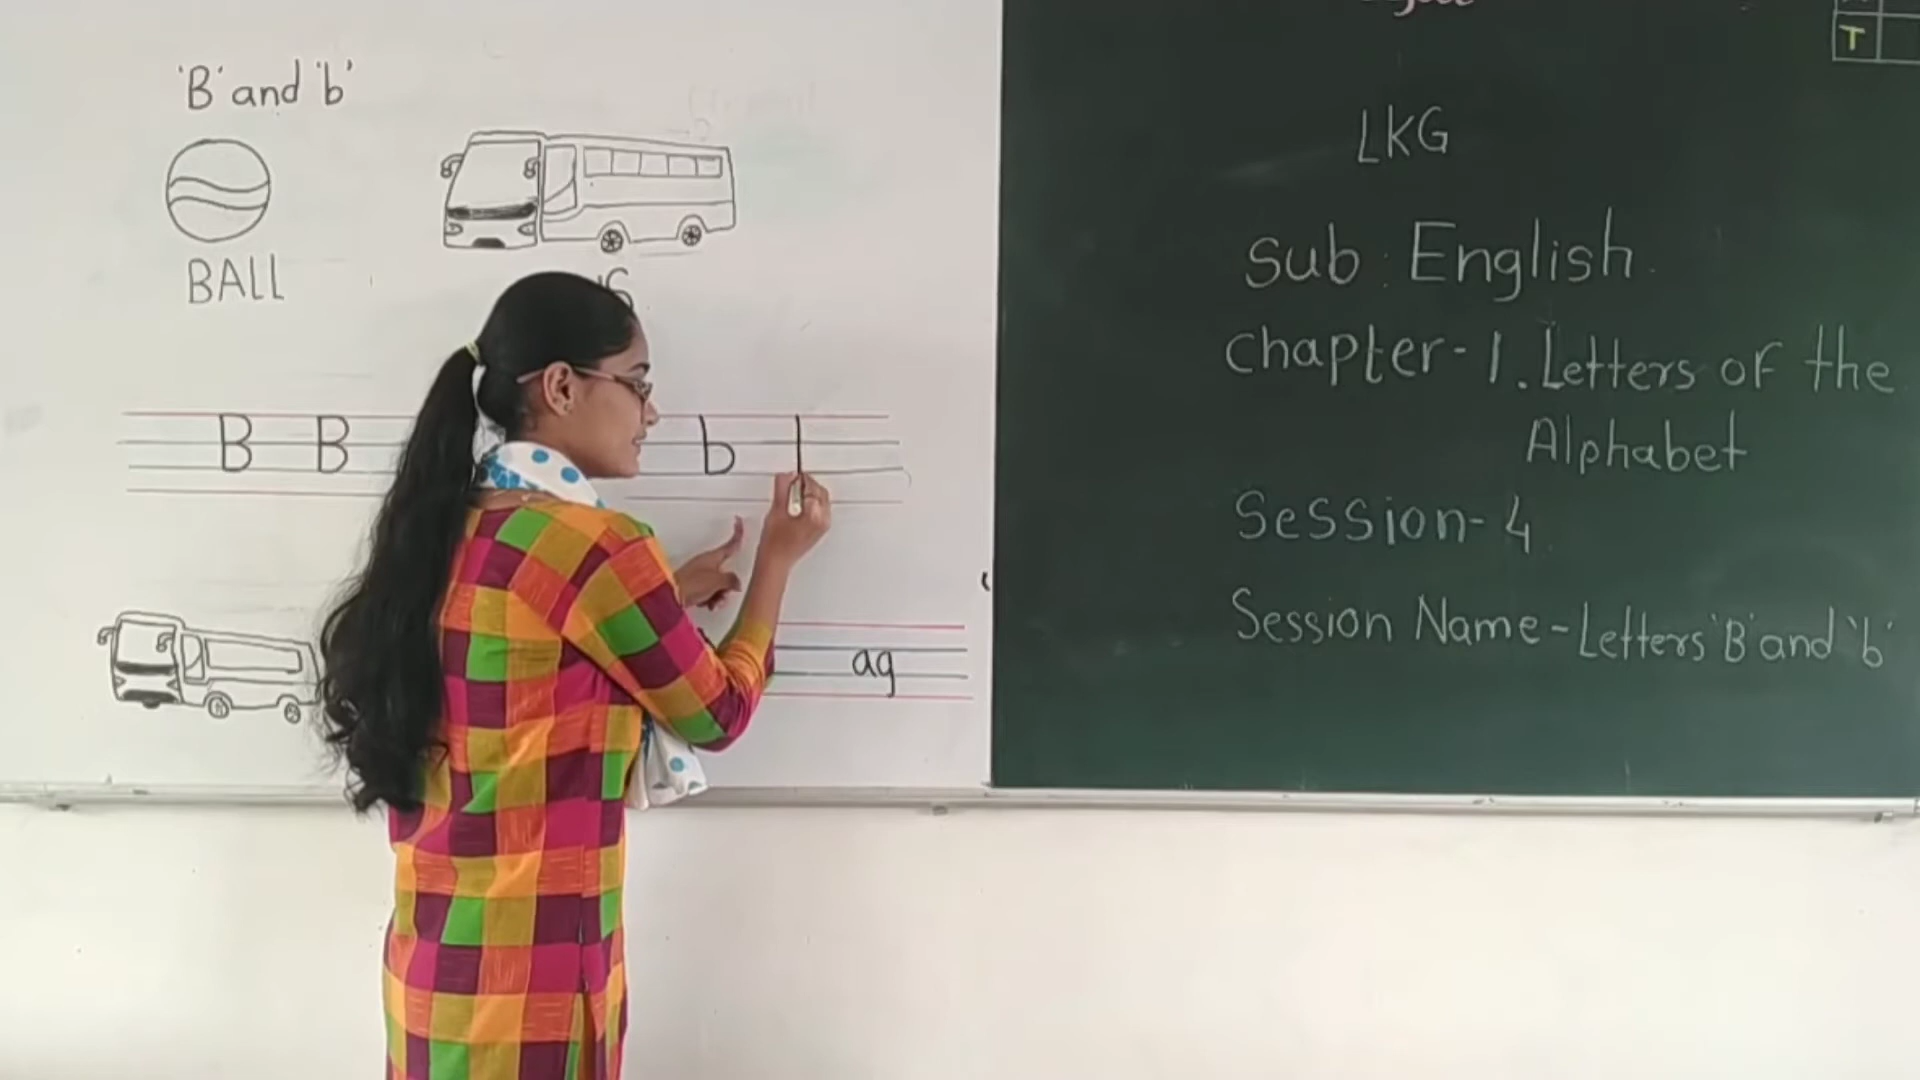 'B' and 'b'
BALL
B B b
ag
T
LKG
Sub : English.
Chapter - 1. Letters of the
Alphabet
Session - 4
Session Name - Letters 'B' and 'b'